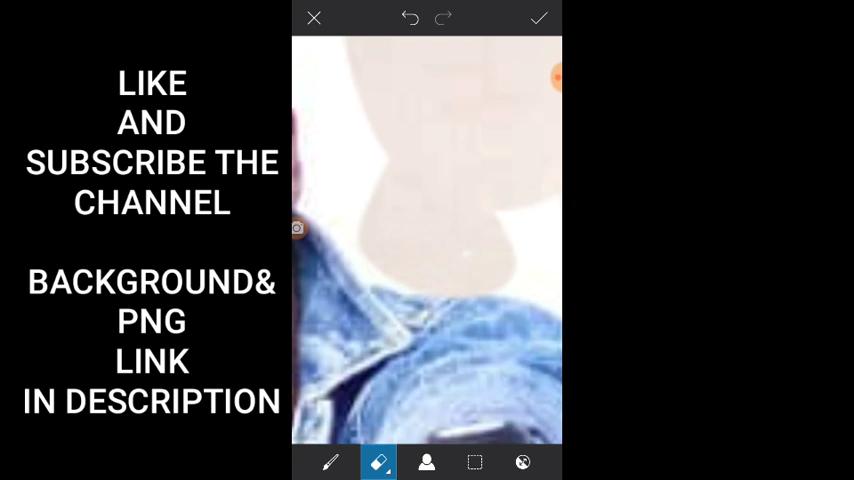 LIKE
AND
SUBSCRIBE THE
CHANNEL
BACKGROUND&
PNG
LINK
IN DESCRIPTION